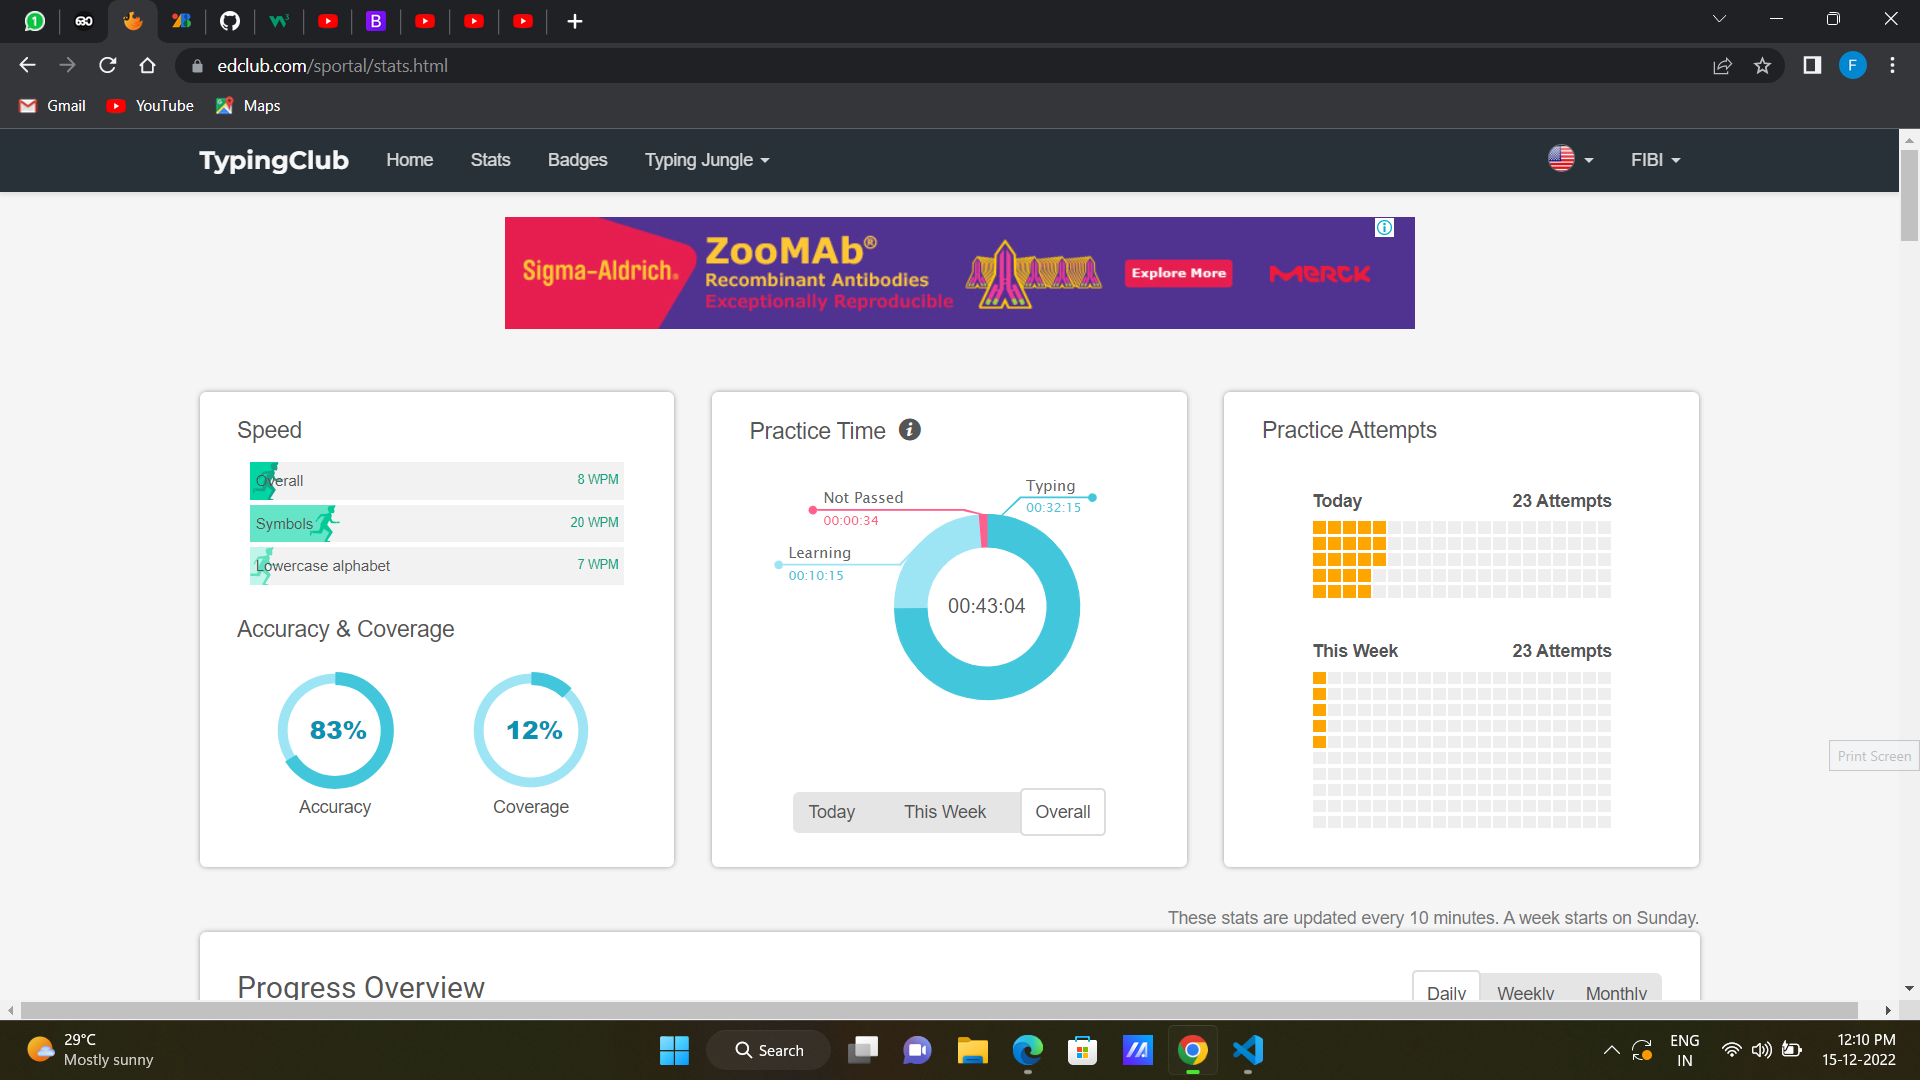 edclub.com/sportal/stats.html
F
Gmail YouTube Maps
TypingClub Home Stats Badges Typing Jungle FIBI
Sigma-Aldrich.
ZooMAb®
Recombinant Antibodies
Exceptionally Reproducible
Explore More
MERCK
Speed
Overall 8 WPM
Symbols 20 WPM
Lowercase alphabet 7 WPM
Accuracy & Coverage
83%
Accuracy
12%
Coverage
Practice Time
Typing
00:32:15
Not Passed
00:00:34
Learning
00:10:15
00:43:04
Today This Week Overall
Practice Attempts
Today 23 Attempts
This Week 23 Attempts
Print Screen
These stats are updated every 10 minutes. A week starts on Sunday.
Progress Overview
Daily Weekly Monthly
29°C
Mostly sunny
Search
ENG
IN
12:10 PM
15-12-2022